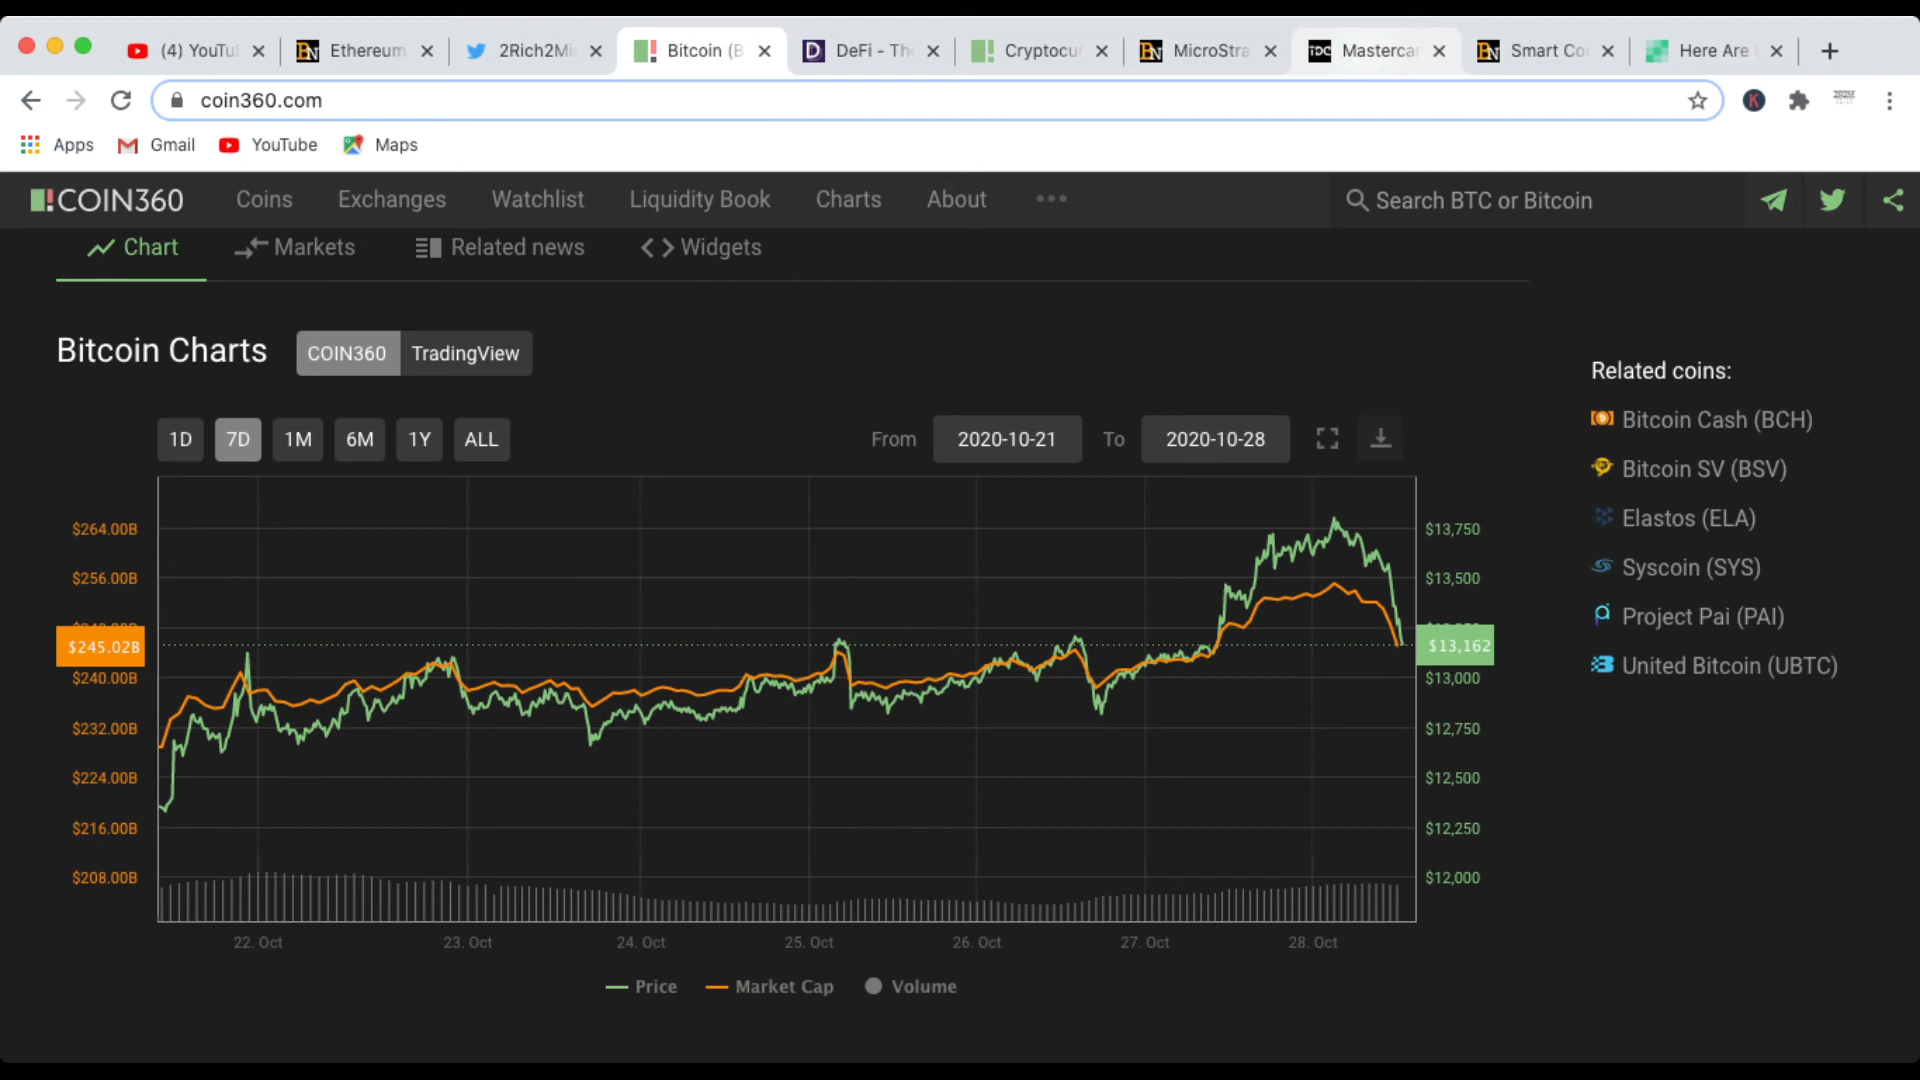 (4) YouTu
Ethereum
2Rich2Mi
Bitcoin (B
DeFi - The
Cryptocur
MicroStra
Mastercar
Smart Co
Here Are
coin360.com
Apps
Gmail
YouTube
Maps
COIN360
Coins
Exchanges
Watchlist
Liquidity Book
Charts
About
Search BTC or Bitcoin
Chart
Markets
Related news
Widgets
Bitcoin Charts
COIN360
TradingView
1D
7D
1M
6M
1Y
ALL
From
2020-10-21
To
2020-10-28
$264.00B
$256.00B
$245.02B
$240.00B
$232.00B
$224.00B
$216.00B
$208.00B
$13,750
$13,500
$13,162
$13,000
$12,750
$12,500
$12,250
$12,000
22. Oct
23. Oct
24. Oct
25. Oct
26. Oct
27. Oct
28. Oct
Price
Market Cap
Volume
Related coins:
Bitcoin Cash (BCH)
Bitcoin SV (BSV)
Elastos (ELA)
Syscoin (SYS)
Project Pai (PAI)
United Bitcoin (UBTC)